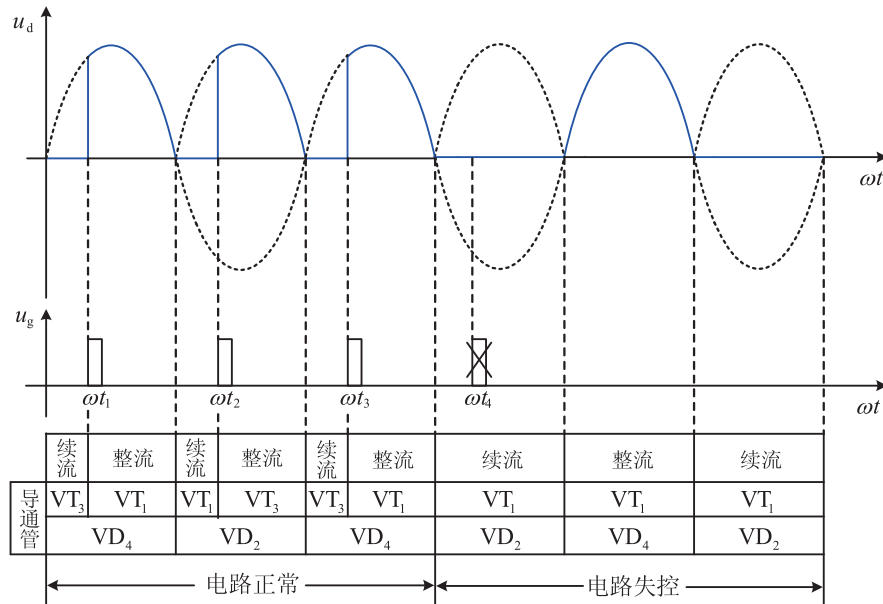 u_d
ωt
u_g
ωt₁ ωt₂ ωt₃ ωt₄
ωt
续流 整流 续流 整流 续流 整流 续流 整流 续流
导通管
VT₃ VT₁ VT₁ VT₃ VT₃ VT₁ VT₁ VT₁ VT₁
VD₄ VD₂ VD₄ VD₂ VD₄ VD₂
电路正常 电路失控